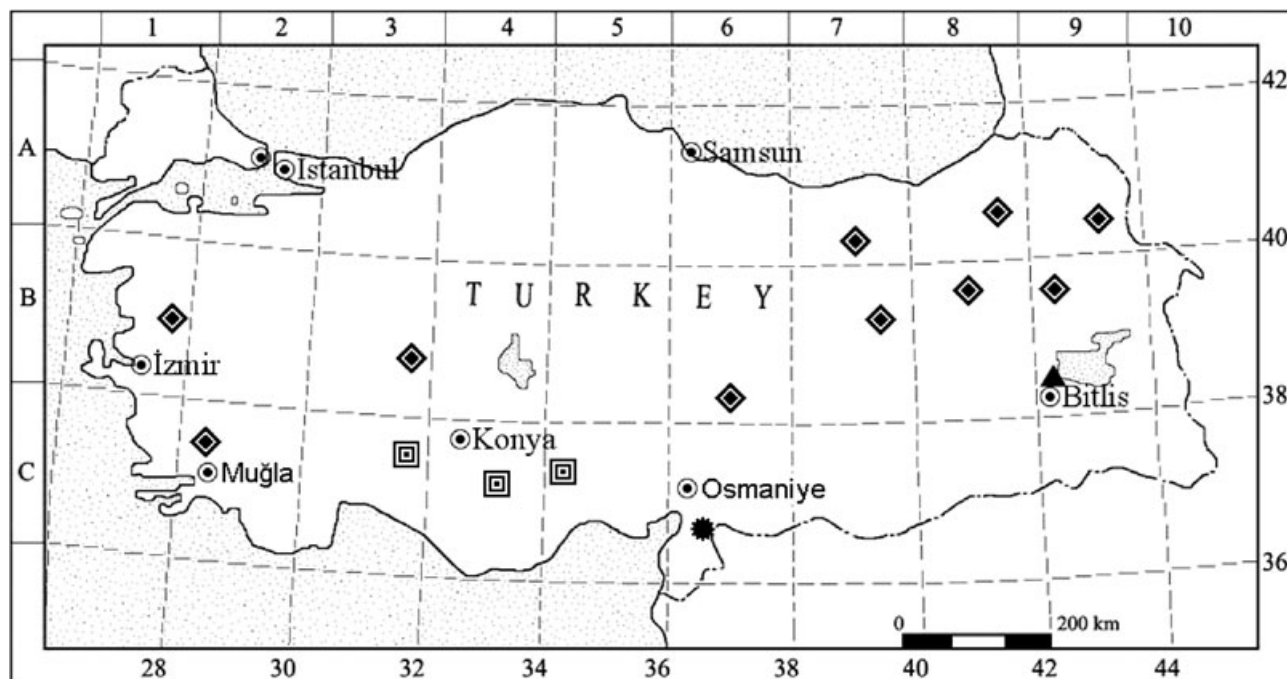 1 2 3 4 5 6 7 8 9 10
42
A
Istanbul
Samsun
40
B
T U R K E Y
İzmir
38
Bitlis
C
Konya
Muğla
Osmaniye
36
0 200 km
28 30 32 34 36 38 40 42 44